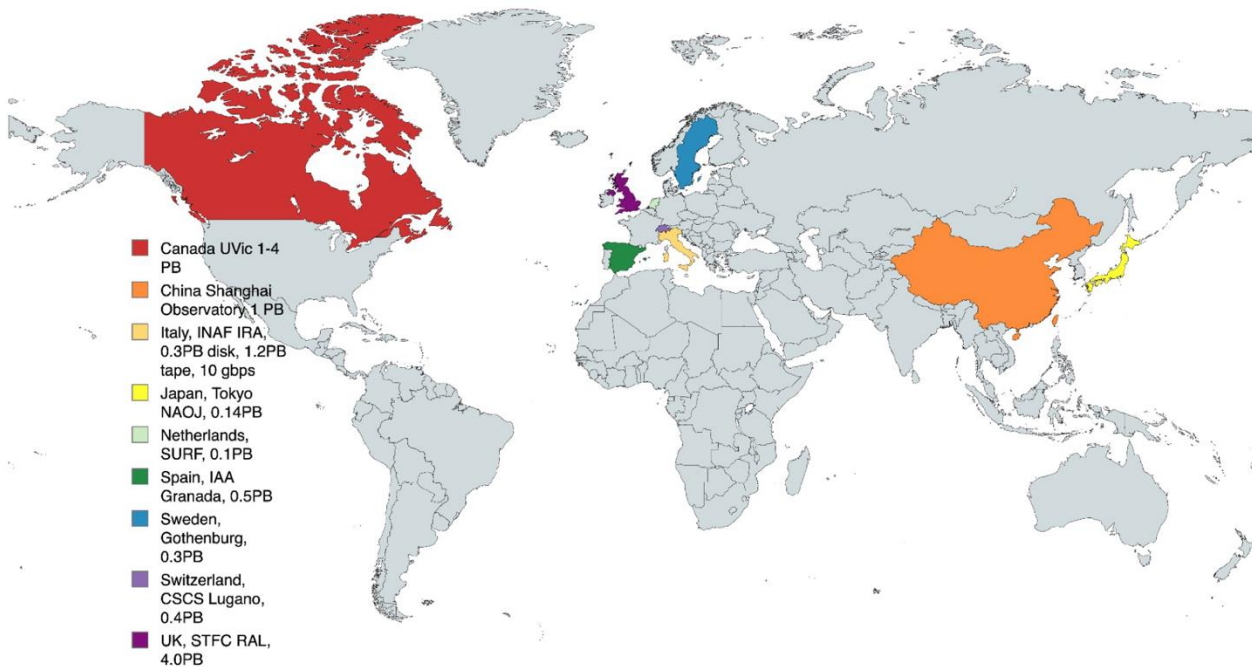 Canada UVic 1-4
PB
China Shanghai
Observatory 1 PB
Italy, INAF IRA,
0.3PB disk, 1.2PB
tape, 10 gbps
Japan, Tokyo
NAOJ, 0.14PB
Netherlands,
SURF, 0.1PB
Spain, IAA
Granada, 0.5PB
Sweden,
Gothenburg,
0.3PB
Switzerland,
CSCS Lugano,
0.4PB
UK, STFC RAL,
4.0PB